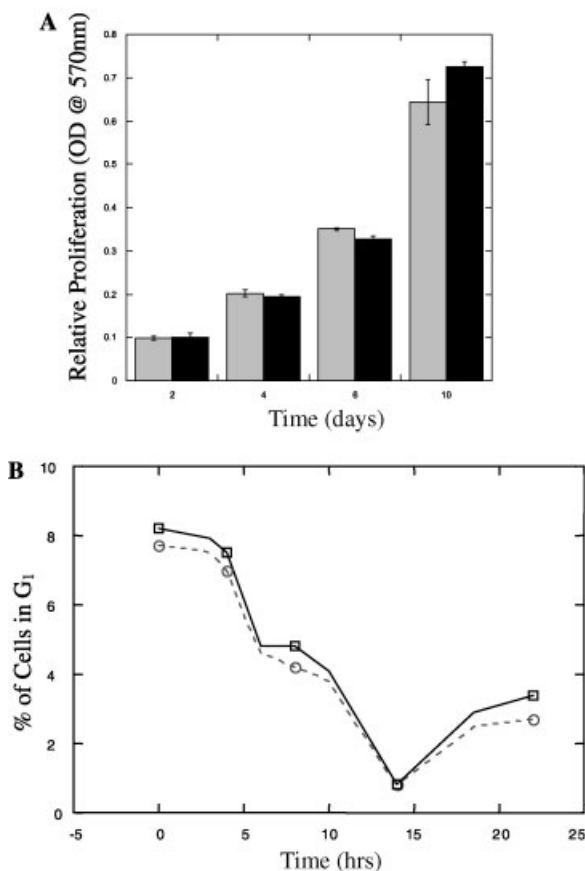 A
Relative Proliferation (OD @ 570nm)
0.8
0.7
0.6
0.5
0.4
0.3
0.2
0.1
0
2 4 6 10
Time (days)
B
% of Cells in G1
10
8
6
4
2
0
-5 0 5 10 15 20 25
Time (hrs)